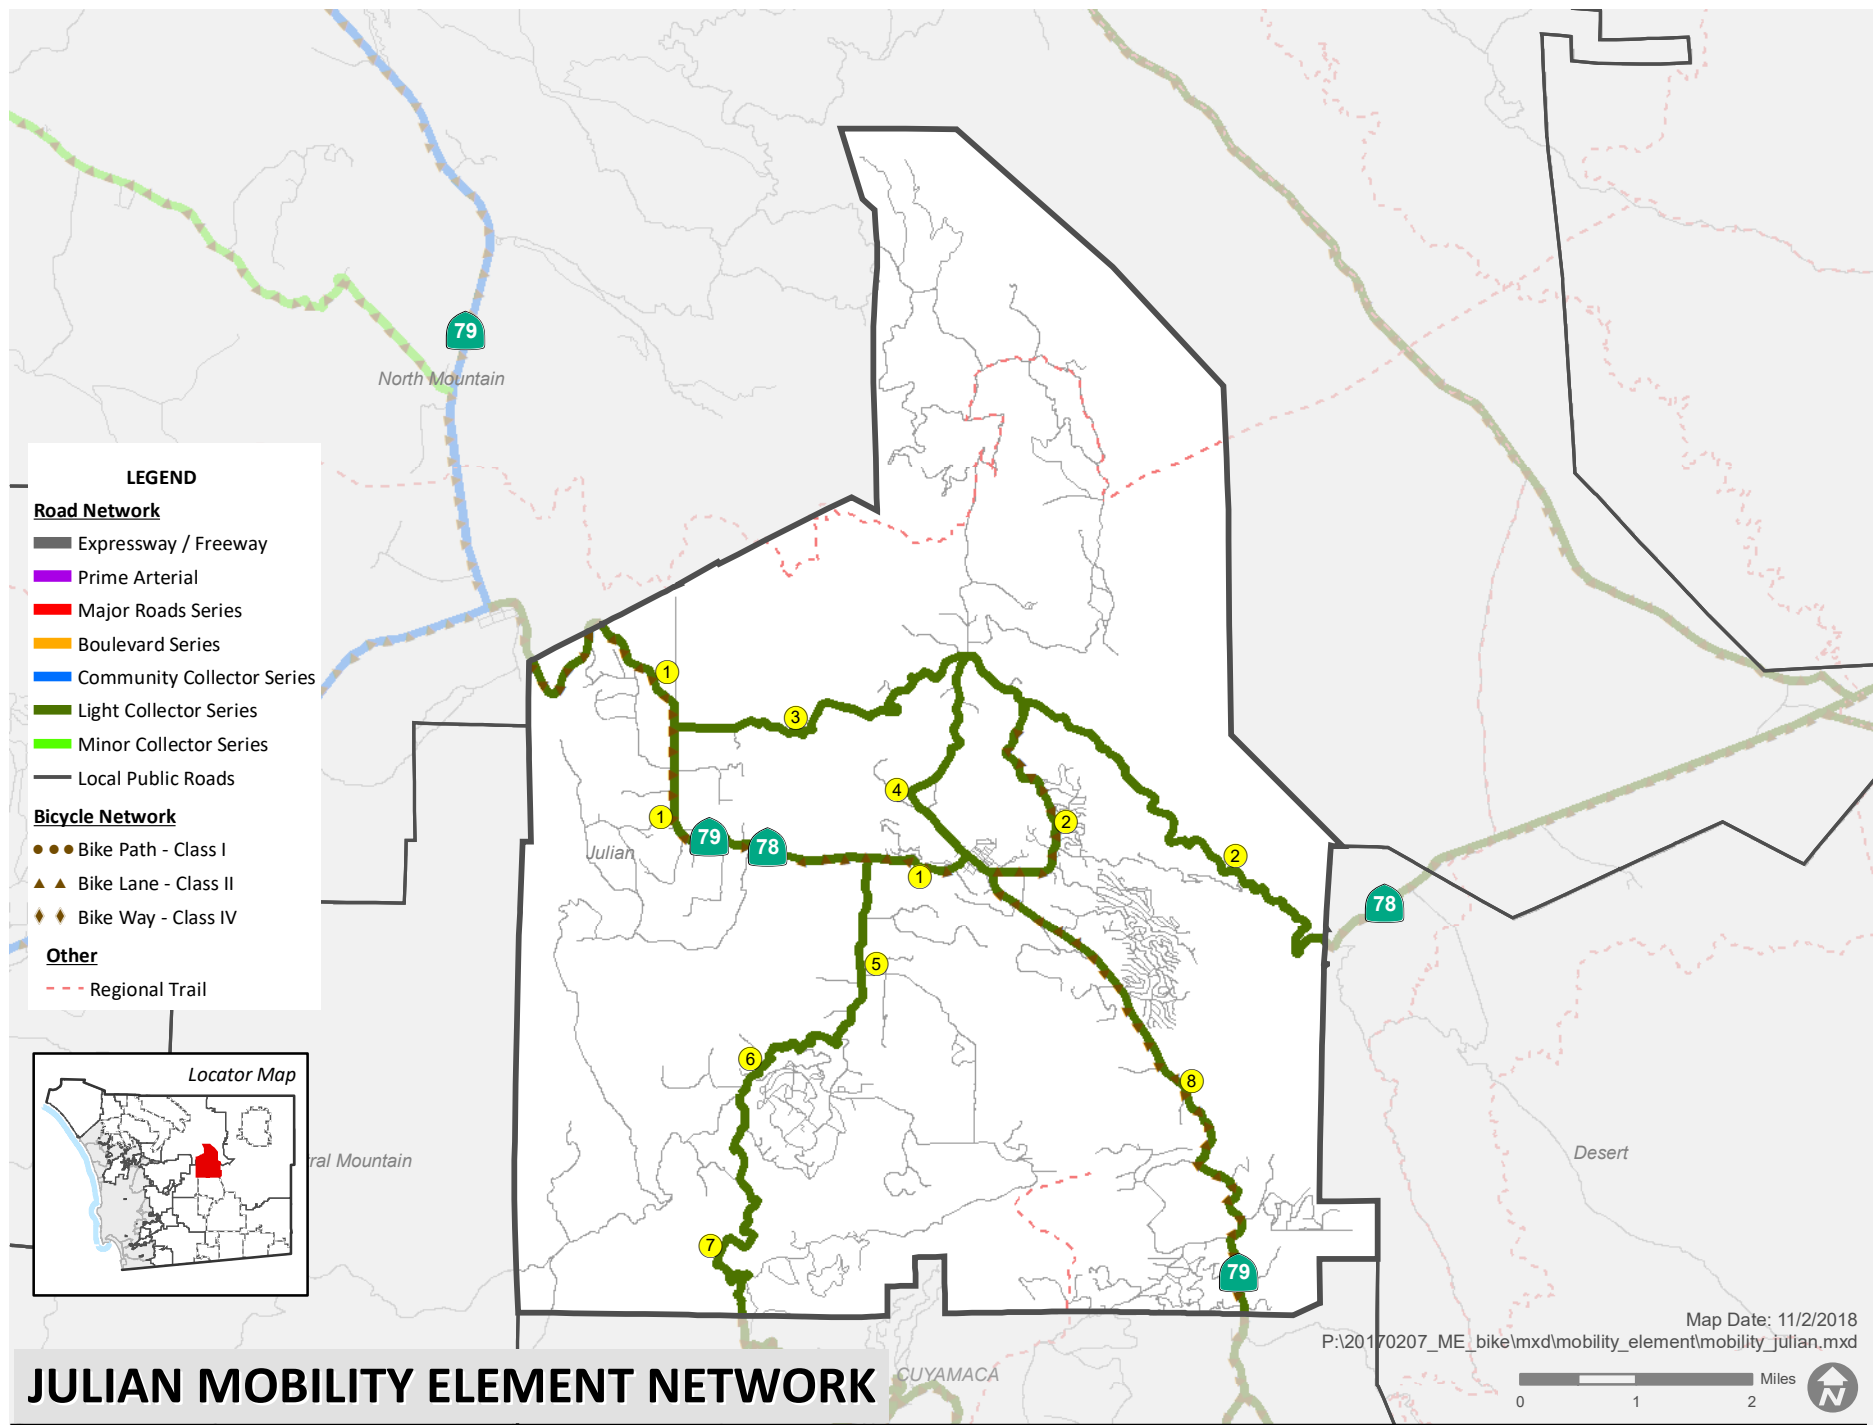 79
North Mountain
LEGEND
Road Network
Expressway / Freeway
Prime Arterial
Major Roads Series
Boulevard Series
Community Collector Series
Light Collector Series
Minor Collector Series
Local Public Roads
Bicycle Network
Bike Path - Class I
Bike Lane - Class II
Bike Way - Class IV
Other
Regional Trail
1
3
4
2
1
79
78
Julian
1
2
78
5
6
8
7
79
Desert
Locator Map
ral Mountain
CUYAMACA
Map Date: 11/2/2018
P:\20170207_ME_bike\mxd\mobility_element\mobility_julian.mxd
Miles
0 1 2
N
JULIAN MOBILITY ELEMENT NETWORK